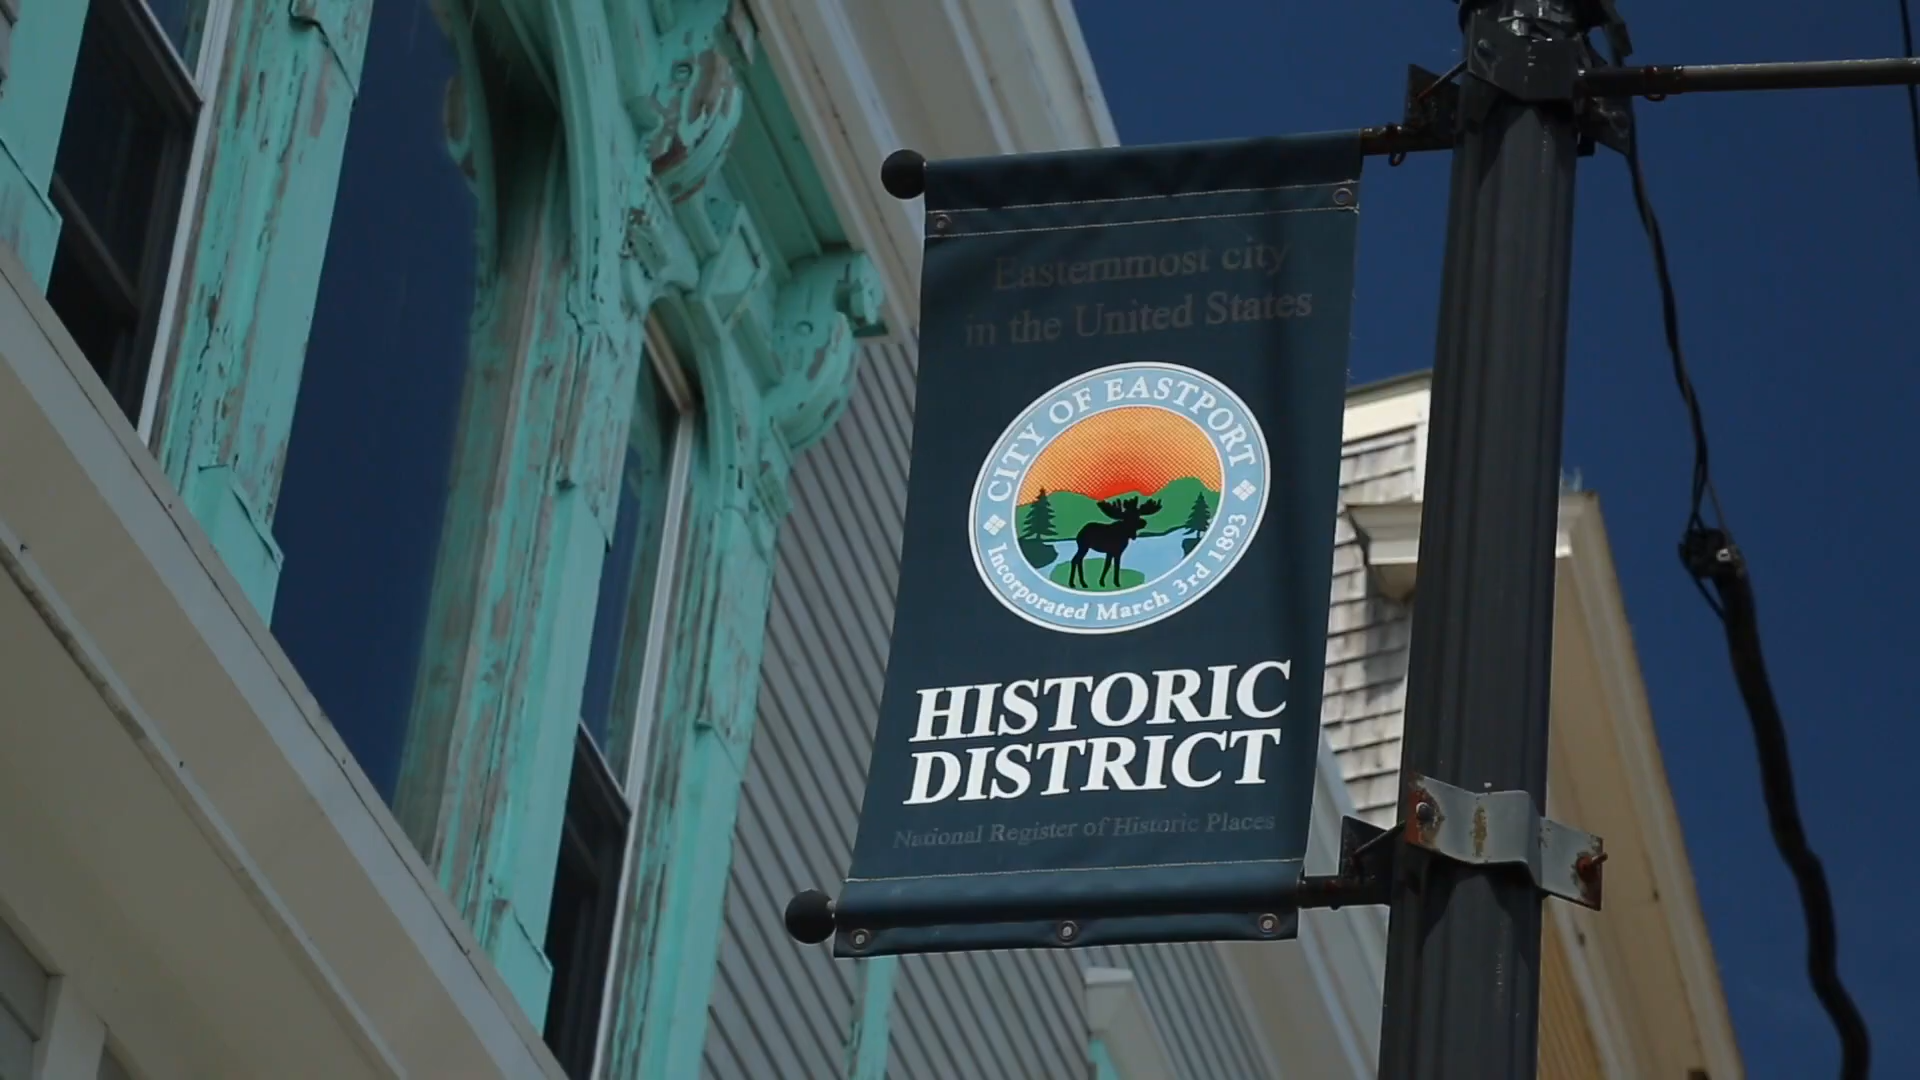 Easternmost city
in the United States
CITY OF EASTPORT
Incorporated March 3rd 1893
HISTORIC
DISTRICT
National Register of Historic Places